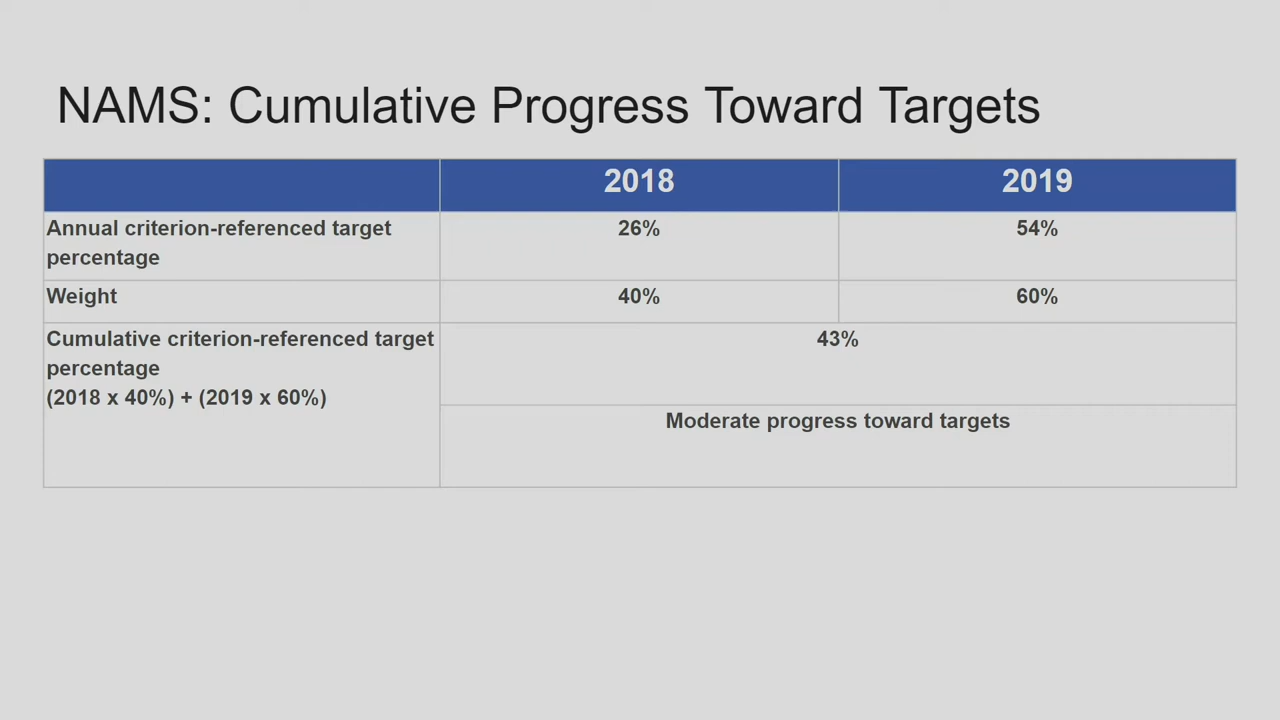 NAMS: Cumulative Progress Toward Targets
2018
2019
Annual criterion-referenced target
percentage
26%
54%
Weight
40%
60%
Cumulative criterion-referenced target
percentage
(2018 x 40%) + (2019 x 60%)
43%
Moderate progress toward targets